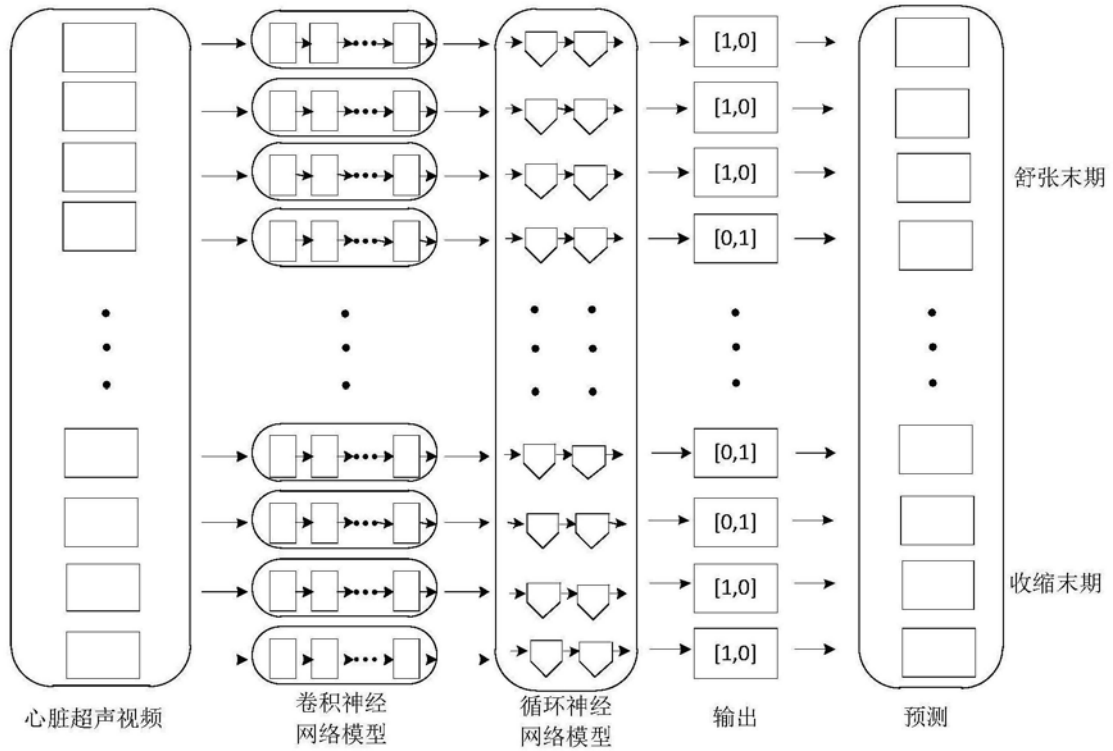 [1,0]
[1,0]
[1,0]
舒张末期
[0,1]
[0,1]
[0,1]
[1,0]
收缩末期
[1,0]
心脏超声视频
卷积神经
网络模型
循环神经
网络模型
输出
预测